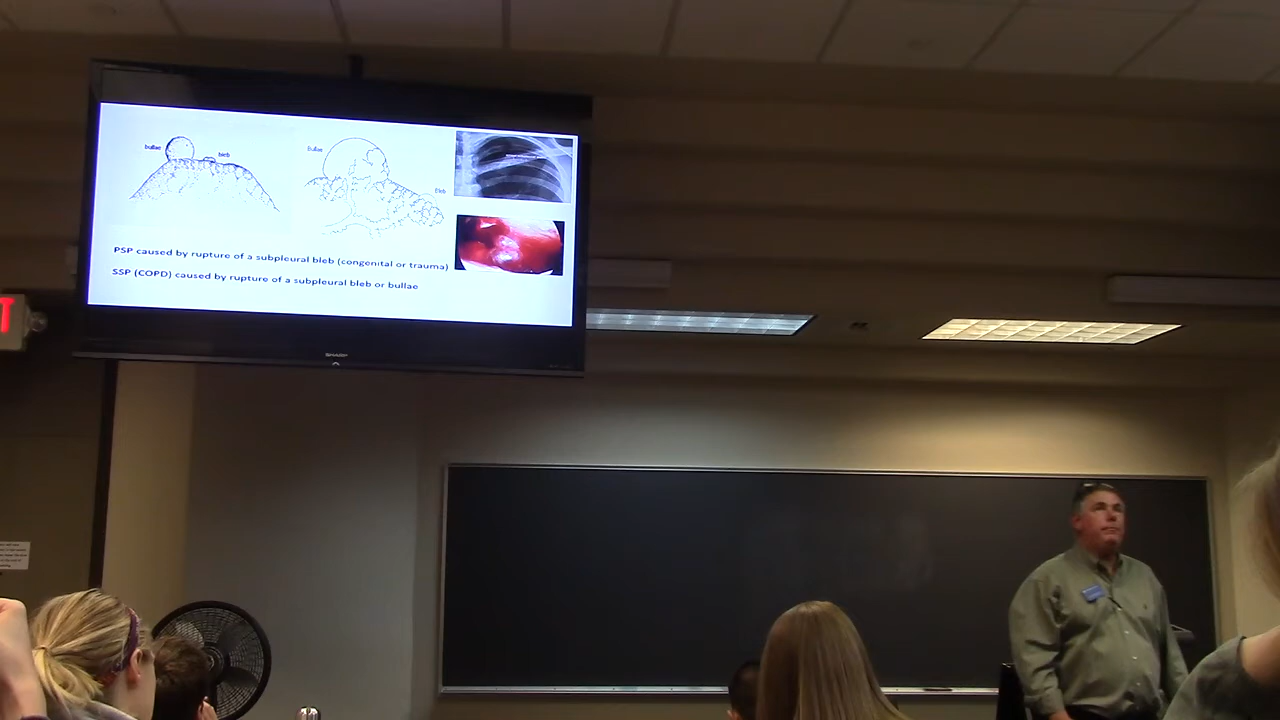 bullae
bleb
Bullae
Bleb
PSP caused by rupture of a subpleural bleb (congenital or trauma)
SSP (COPD) caused by rupture of a subpleural bleb or bullae
SHARP
T